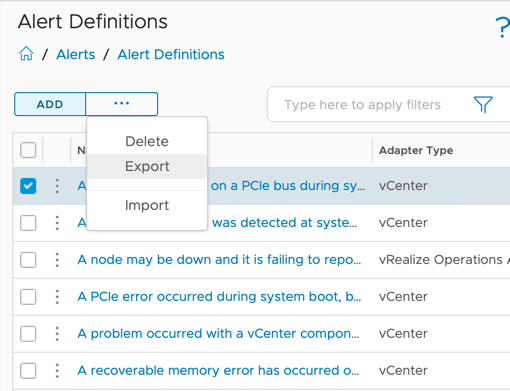 Alert Definitions
?
/ Alerts / Alert Definitions
ADD ...
Type here to apply filters
Delete
Export
Import
N Adapter Type
A on a PCIe bus during sy... vCenter
A was detected at syste... vCenter
A node may be down and it is failing to repo... vRealize Operations A
A PCIe error occurred during system boot, b... vCenter
A problem occurred with a vCenter compon... vCenter
A recoverable memory error has occurred o... vCenter